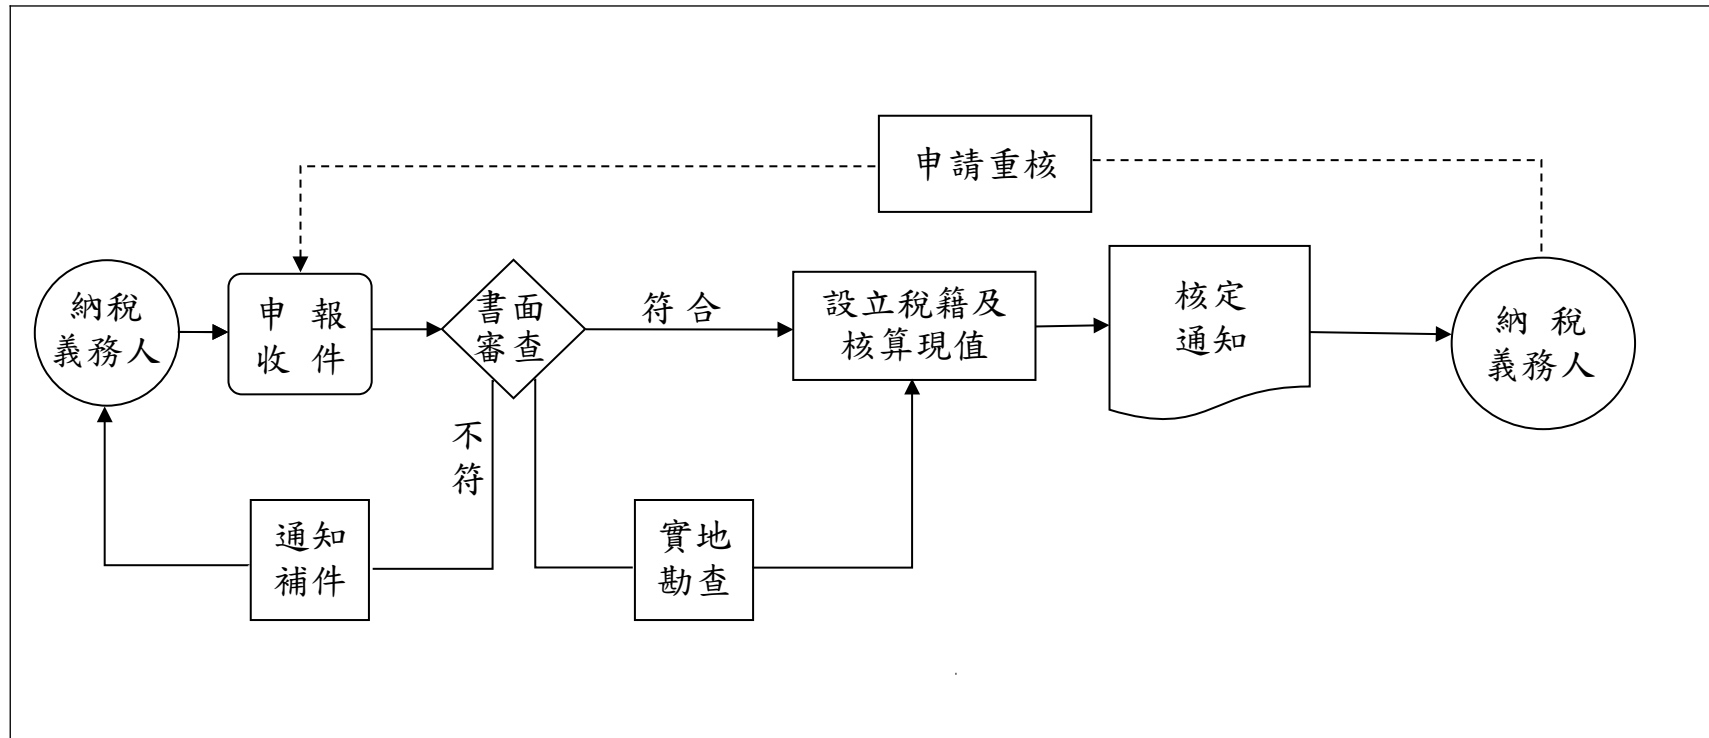 申請重核
納稅
義務人
申 報
收 件
書面
審查
符 合
設立稅籍及
核算現值
核定
通知
納 稅
義務人
不
符
通知
補件
實地
勘查